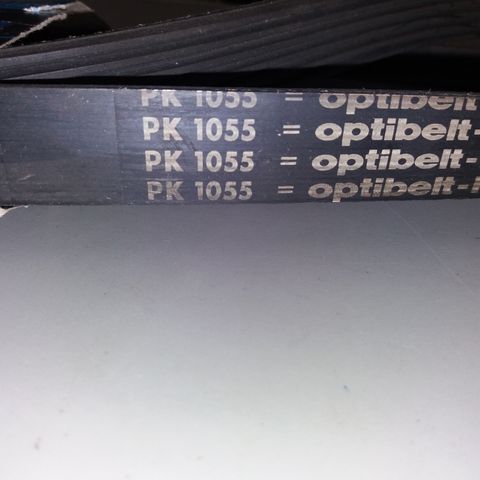 PK 1055 = optibelt
PK 1055 = optibelt-
PK 1055 = optibelt-
PK 1055 = optibelt-